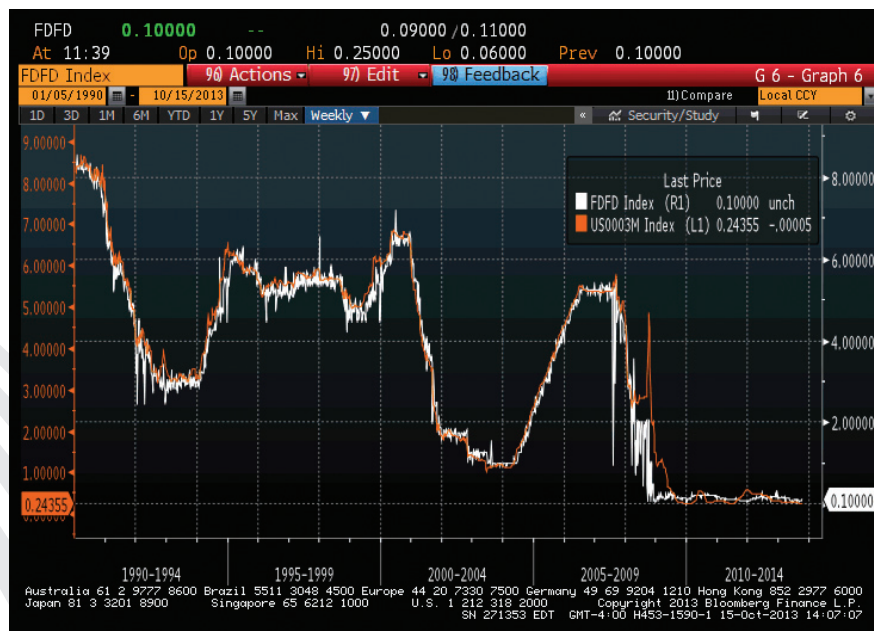 FDFD 0.10000 -- 0.09000 /0.11000
At 11:39 Op 0.10000 Hi 0.25000 Lo 0.06000 Prev 0.10000
FDFD Index 96) Actions 97) Edit 98) Feedback G 6 - Graph 6
01/05/1990 - 10/15/2013 11)Compare Local CCY
1D 3D 1M 6M YTD 1Y 5Y Max Weekly ▼ « Security/Study
9.00000
Last Price
8.00000 8.00000
FDFD Index (R1) 0.10000 unch
7.00000
US0003M Index (L1) 0.24355 -.00005
6.00000 6.00000
5.00000
4.00000 4.00000
3.00000
2.00000 2.00000
1.00000
0.24355 0.10000
0.00000
1990-1994 1995-1999 2000-2004 2005-2009 2010-2014
Australia 61 2 9777 8600 Brazil 5511 3048 4500 Europe 44 20 7330 7500 Germany 49 69 9204 1210 Hong Kong 852 2977 6000
Japan 81 3 3201 8900 Singapore 65 6212 1000 U.S. 1 212 318 2000 Copyright 2013 Bloomberg Finance L.P.
SN 271353 EDT GMT-4:00 H453-1590-1 15-Oct-2013 14:07:07